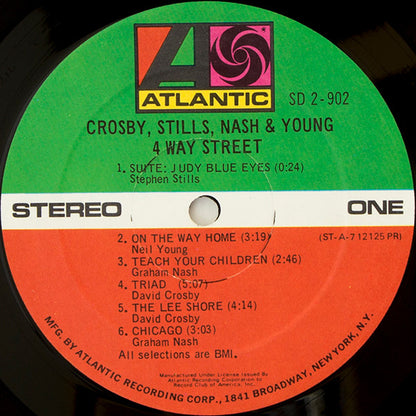 ATLANTIC
SD 2-902
CROSBY, STILLS, NASH & YOUNG
4 WAY STREET
1. SUITE: JUDY BLUE EYES (0:24)
Stephen Stills
STEREO ONE
2. ON THE WAY HOME (3:19)
Neil Young
(ST-A-712125 PR)
3. TEACH YOUR CHILDREN (2:46)
Graham Nash
4. TRIAD (5:07)
David Crosby
5. THE LEE SHORE (4:14)
David Crosby
6. CHICAGO (3:03)
Graham Nash
All selections are BMI.
Manufactured Under License Issued By
Atlantic Recording Corporation to
Record Club of America, Inc.
MFG. BY ATLANTIC RECORDING CORP., 1841 BROADWAY, NEW YORK, N.Y.